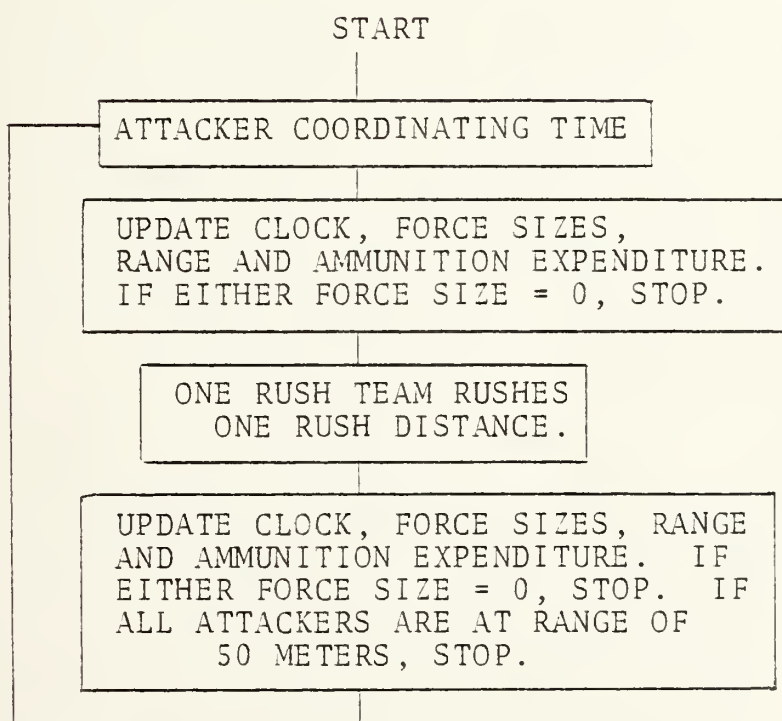 START
ATTACKER COORDINATING TIME
UPDATE CLOCK, FORCE SIZES,
RANGE AND AMMUNITION EXPENDITURE.
IF EITHER FORCE SIZE = 0, STOP.
ONE RUSH TEAM RUSHES
ONE RUSH DISTANCE.
UPDATE CLOCK, FORCE SIZES, RANGE
AND AMMUNITION EXPENDITURE. IF
EITHER FORCE SIZE = 0, STOP. IF
ALL ATTACKERS ARE AT RANGE OF
50 METERS, STOP.